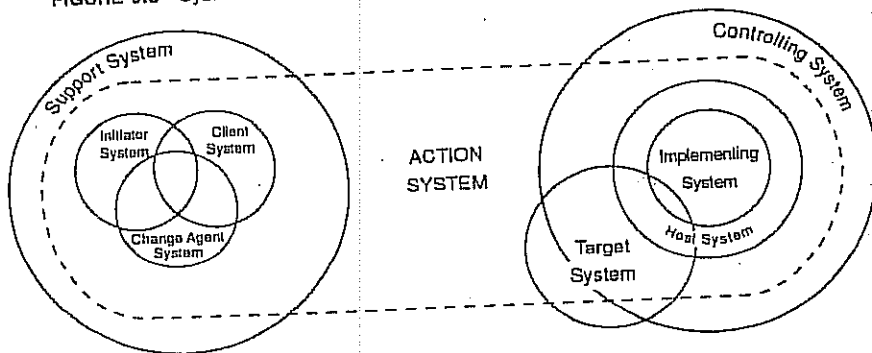 FIGURE
Support System
Controlling System
Initiator
System
Client
System
Change Agent
System
ACTION
SYSTEM
Implementing
System
Host System
Target
System